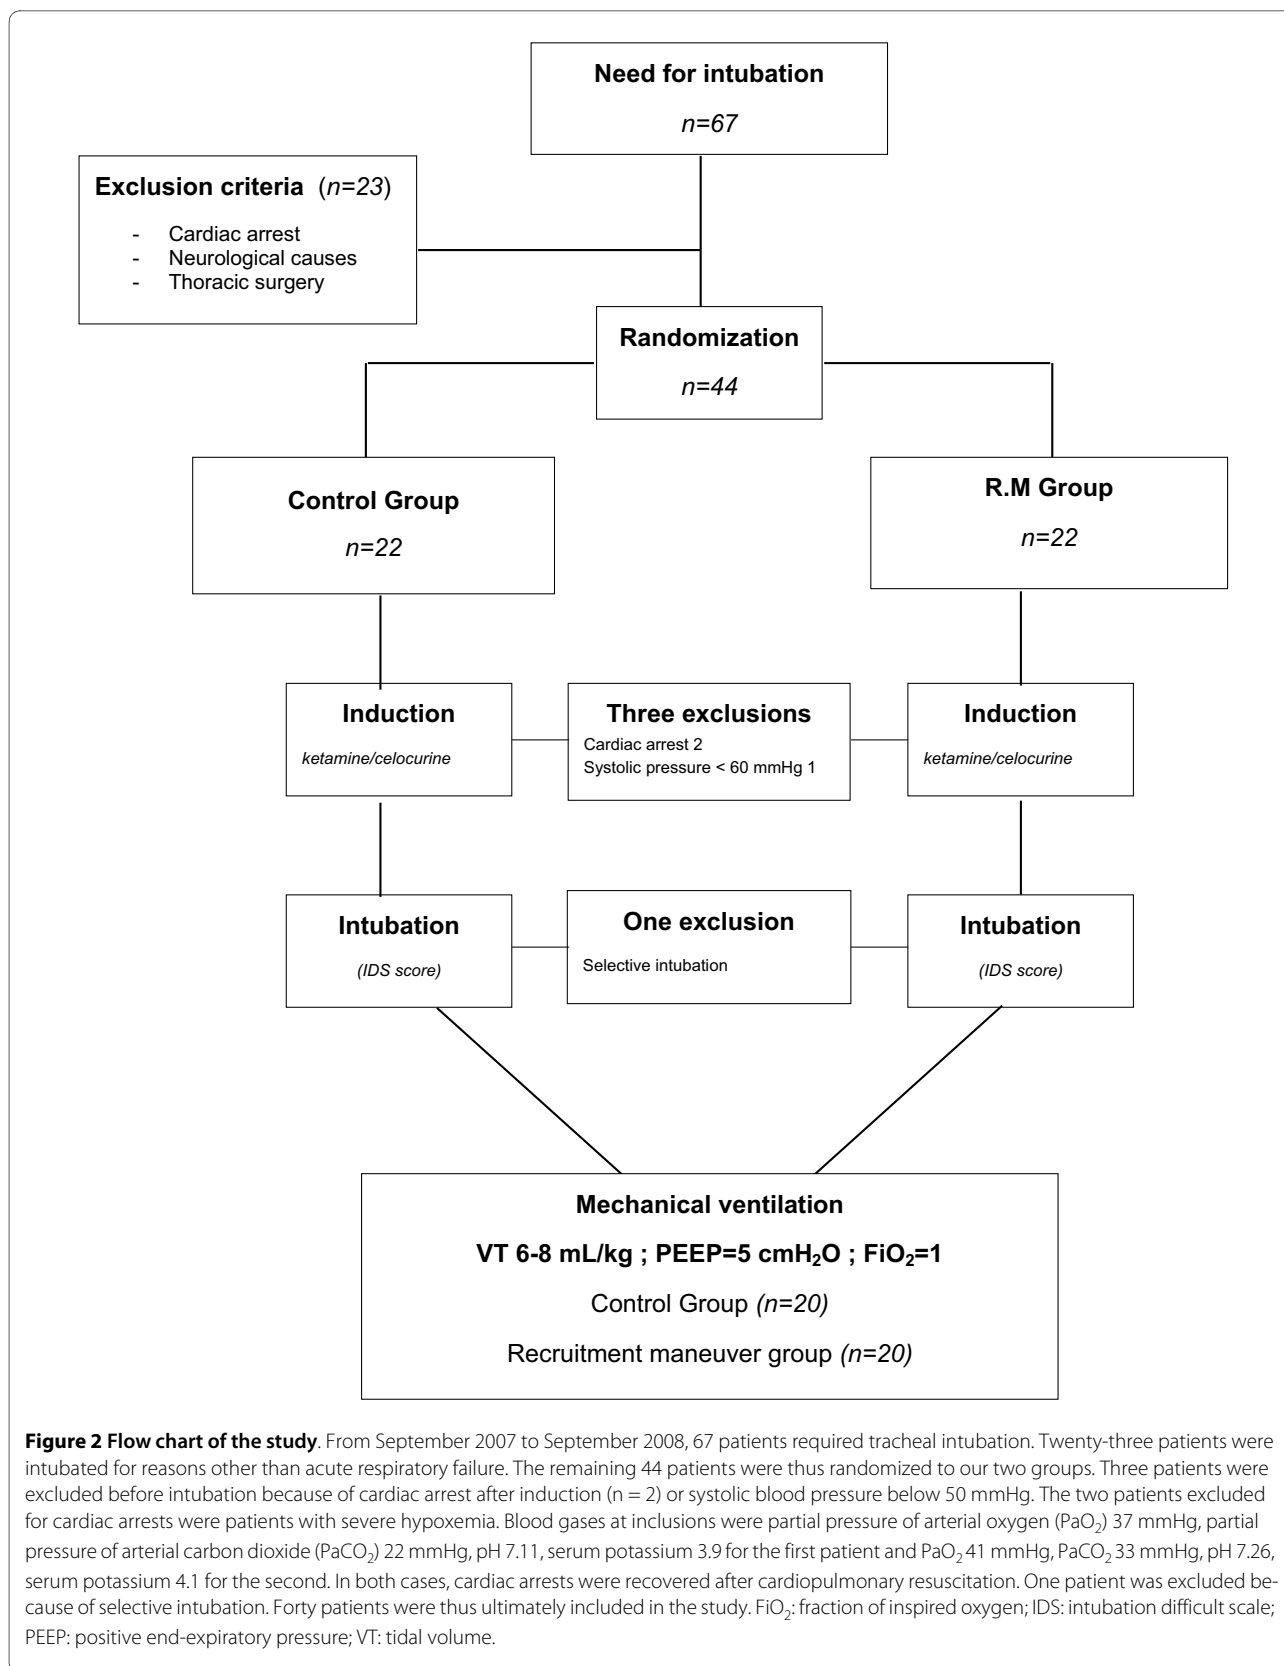 Need for intubation
n=67
Exclusion criteria (n=23)
- Cardiac arrest
- Neurological causes
- Thoracic surgery
Randomization
n=44
Control Group
n=22
R.M Group
n=22
Induction
ketamine/celocurine
Three exclusions
Cardiac arrest 2
Systolic pressure < 60 mmHg 1
Induction
ketamine/celocurine
Intubation
(IDS score)
One exclusion
Selective intubation
Intubation
(IDS score)
Mechanical ventilation
VT 6-8 mL/kg ; PEEP=5 cmH₂O ; FiO₂=1
Control Group (n=20)
Recruitment maneuver group (n=20)
Figure 2 Flow chart of the study. From September 2007 to September 2008, 67 patients required tracheal intubation. Twenty-three patients were
intubated for reasons other than acute respiratory failure. The remaining 44 patients were thus randomized to our two groups. Three patients were
excluded before intubation because of cardiac arrest after induction (n = 2) or systolic blood pressure below 50 mmHg. The two patients excluded
for cardiac arrests were patients with severe hypoxemia. Blood gases at inclusions were partial pressure of arterial oxygen (PaO₂) 37 mmHg, partial
pressure of arterial carbon dioxide (PaCO₂) 22 mmHg, pH 7.11, serum potassium 3.9 for the first patient and PaO₂ 41 mmHg, PaCO₂ 33 mmHg, pH 7.26,
serum potassium 4.1 for the second. In both cases, cardiac arrests were recovered after cardiopulmonary resuscitation. One patient was excluded be-
cause of selective intubation. Forty patients were thus ultimately included in the study. FiO₂: fraction of inspired oxygen; IDS: intubation difficult scale;
PEEP: positive end-expiratory pressure; VT: tidal volume.